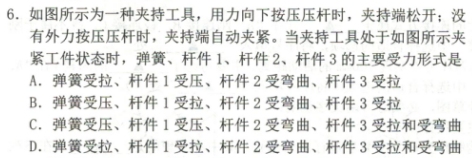 6. 如图所示为一种夹持工具，用力向下按压压杆时，夹持端松开；没
有外力按压压杆时，夹持端自动夹紧。当夹持工具处于如图所示夹
紧工件状态时，弹簧、杆件 1、杆件 2、杆件 3 的主要受力形式是
A. 弹簧受拉、杆件 1 受压、杆件 2 受弯曲、杆件 3 受拉
B. 弹簧受压、杆件 1 受拉、杆件 2 受弯曲、杆件 3 受拉
C. 弹簧受压、杆件 1 受压、杆件 2 受弯曲、杆件 3 受拉和受弯曲
D. 弹簧受拉、杆件 1 受拉、杆件 2 受弯曲、杆件 3 受压和受弯曲